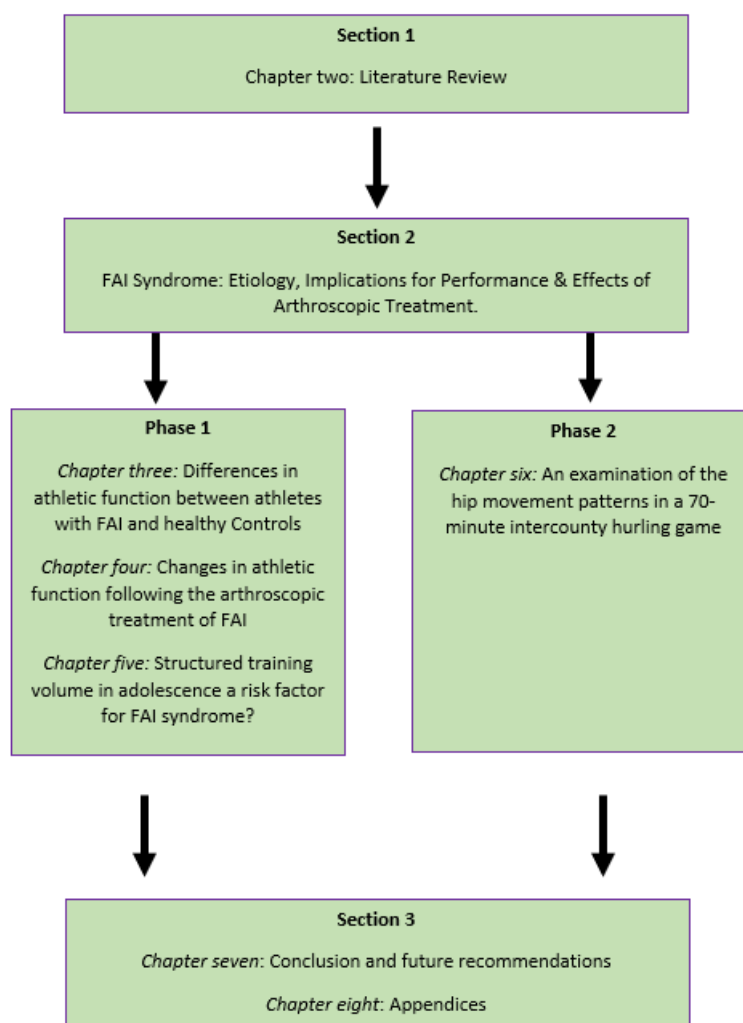 Section 1
Chapter two: Literature Review
Section 2
FAI Syndrome: Etiology, Implications for Performance & Effects of
Arthroscopic Treatment.
Phase 1
Chapter three: Differences in
athletic function between athletes
with FAI and healthy Controls
Chapter four: Changes in athletic
function following the arthroscopic
treatment of FAI
Chapter five: Structured training
volume in adolescence a risk factor
for FAI syndrome?
Phase 2
Chapter six: An examination of the
hip movement patterns in a 70-
minute intercounty hurling game
Section 3
Chapter seven: Conclusion and future recommendations
Chapter eight: Appendices